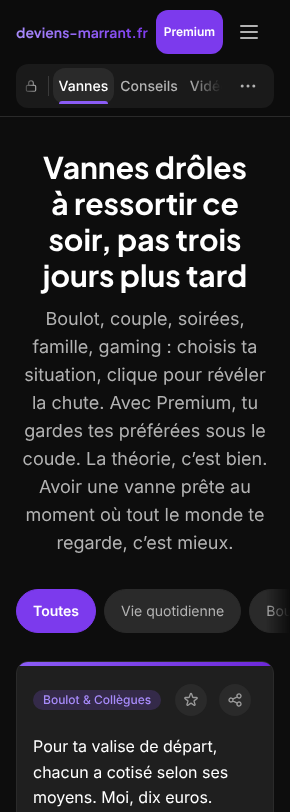 deviens-marrant.fr
Premium
Vannes Conseils Vidé
Vannes drôles
à ressortir ce
soir, pas trois
jours plus tard
Boulot, couple, soirées,
famille, gaming : choisis ta
situation, clique pour révéler
la chute. Avec Premium, tu
gardes tes préférées sous le
coude. La théorie, c’est bien.
Avoir une vanne prête au
moment où tout le monde te
regarde, c’est mieux.
Toutes Vie quotidienne Bou
Boulot & Collègues
Pour ta valise de départ,
chacun a cotisé selon ses
moyens. Moi, dix euros.